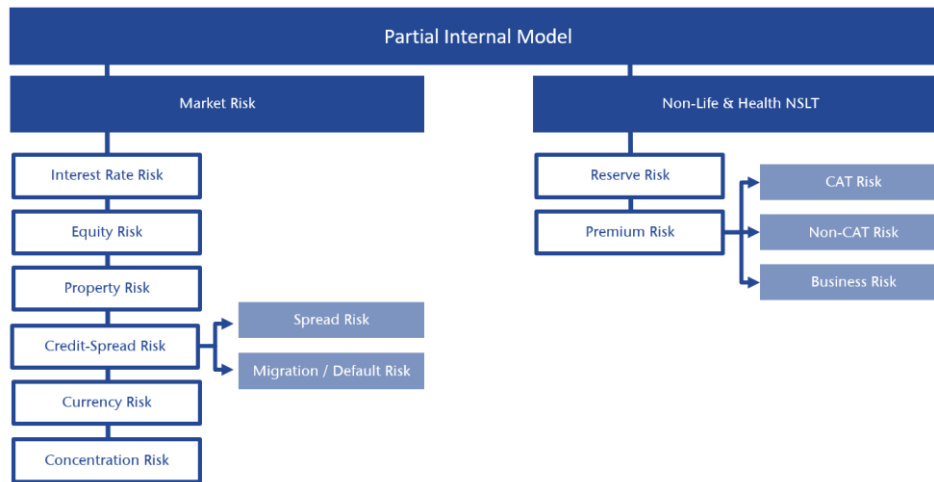 Partial Internal Model
Market Risk
Non-Life & Health NSLT
Interest Rate Risk
Reserve Risk
CAT Risk
Equity Risk
Premium Risk
Non-CAT Risk
Property Risk
Business Risk
Spread Risk
Credit-Spread Risk
Migration / Default Risk
Currency Risk
Concentration Risk